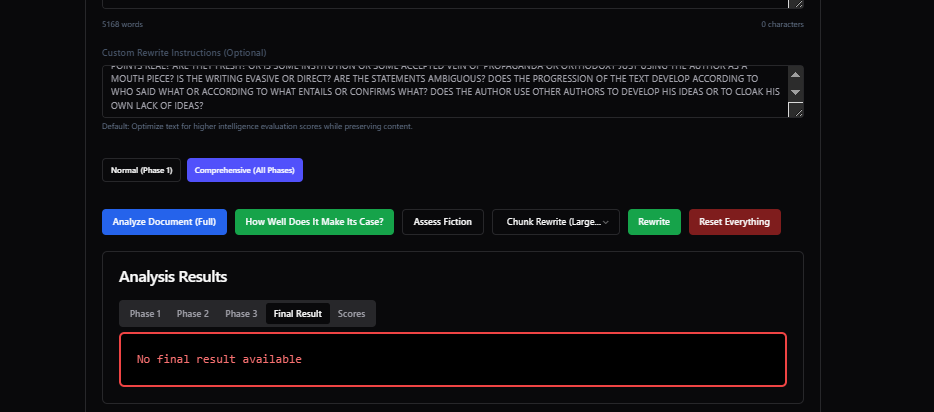 5168 words
0 characters
Custom Rewrite Instructions (Optional)
POINTS REAL? ARE THEY FRESH? OR IS SOME INSTITUTION OR SOME ACCEPTED VEIN OF PROPAGANDA OR ORTHODOXY JUST USING THE AUTHOR AS A
MOUTH PIECE? IS THE WRITING EVASIVE OR DIRECT? ARE THE STATEMENTS AMBIGUOUS? DOES THE PROGRESSION OF THE TEXT DEVELOP ACCORDING TO
WHO SAID WHAT OR ACCORDING TO WHAT ENTAILS OR CONFIRMS WHAT? DOES THE AUTHOR USE OTHER AUTHORS TO DEVELOP HIS IDEAS OR TO CLOAK HIS
OWN LACK OF IDEAS?
Default: Optimize text for higher intelligence evaluation scores while preserving content.
Normal (Phase 1)
Comprehensive (All Phases)
Analyze Document (Full)
How Well Does It Make Its Case?
Assess Fiction
Chunk Rewrite (Large...
Rewrite
Reset Everything
Analysis Results
Phase 1
Phase 2
Phase 3
Final Result
Scores
No final result available